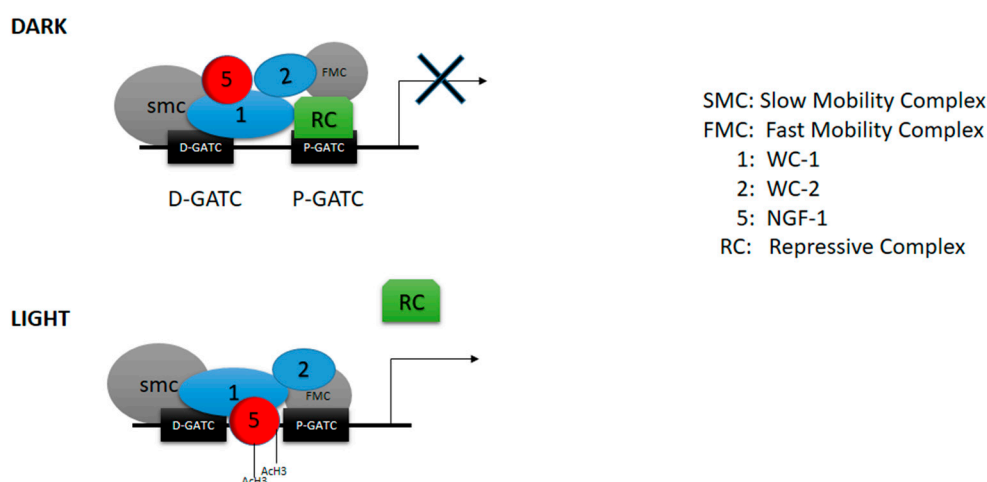 DARK
5
2
FMC
smc
1
RC
D-GATC
P-GATC
D-GATC
P-GATC
SMC: Slow Mobility Complex
FMC: Fast Mobility Complex
1: WC-1
2: WC-2
5: NGF-1
RC: Repressive Complex
LIGHT
RC
2
smc
1
FMC
5
D-GATC
P-GATC
AcH3
AcH3